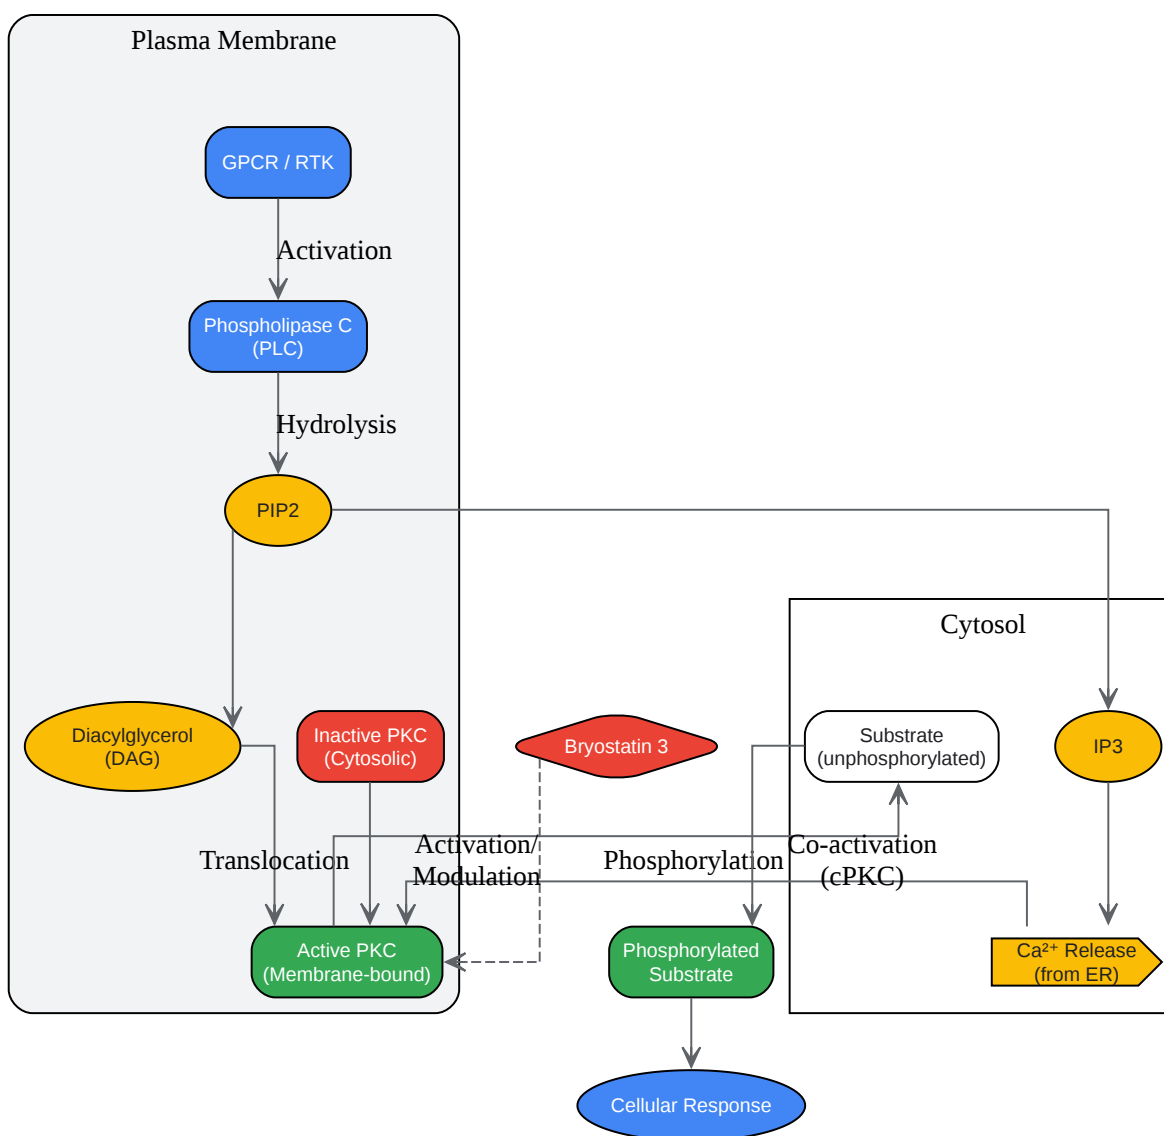 Plasma Membrane
GPCR / RTK
Activation
Phospholipase C
(PLC)
Hydrolysis
PIP2
Cytosol
Diacylglycerol
(DAG)
Inactive PKC
(Cytosolic)
Bryostatin 3
Substrate
(unphosphorylated)
IP3
Translocation
Activation/
Modulation
Phosphorylation
Co-activation
(cPKC)
Active PKC
(Membrane-bound)
Phosphorylated
Substrate
Ca²⁺ Release
(from ER)
Cellular Response